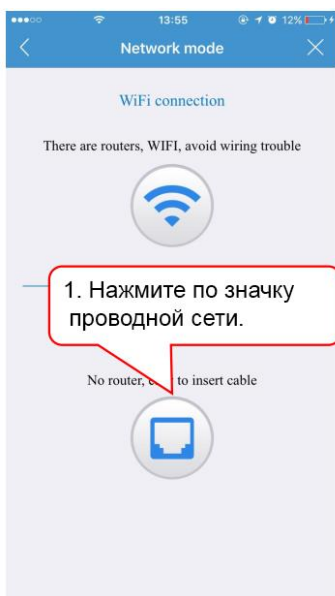 13:55
12%
Network mode
WiFi connection
There are routers, WIFI, avoid wiring trouble
1. Нажмите по значку
проводной сети.
No router, to insert cable